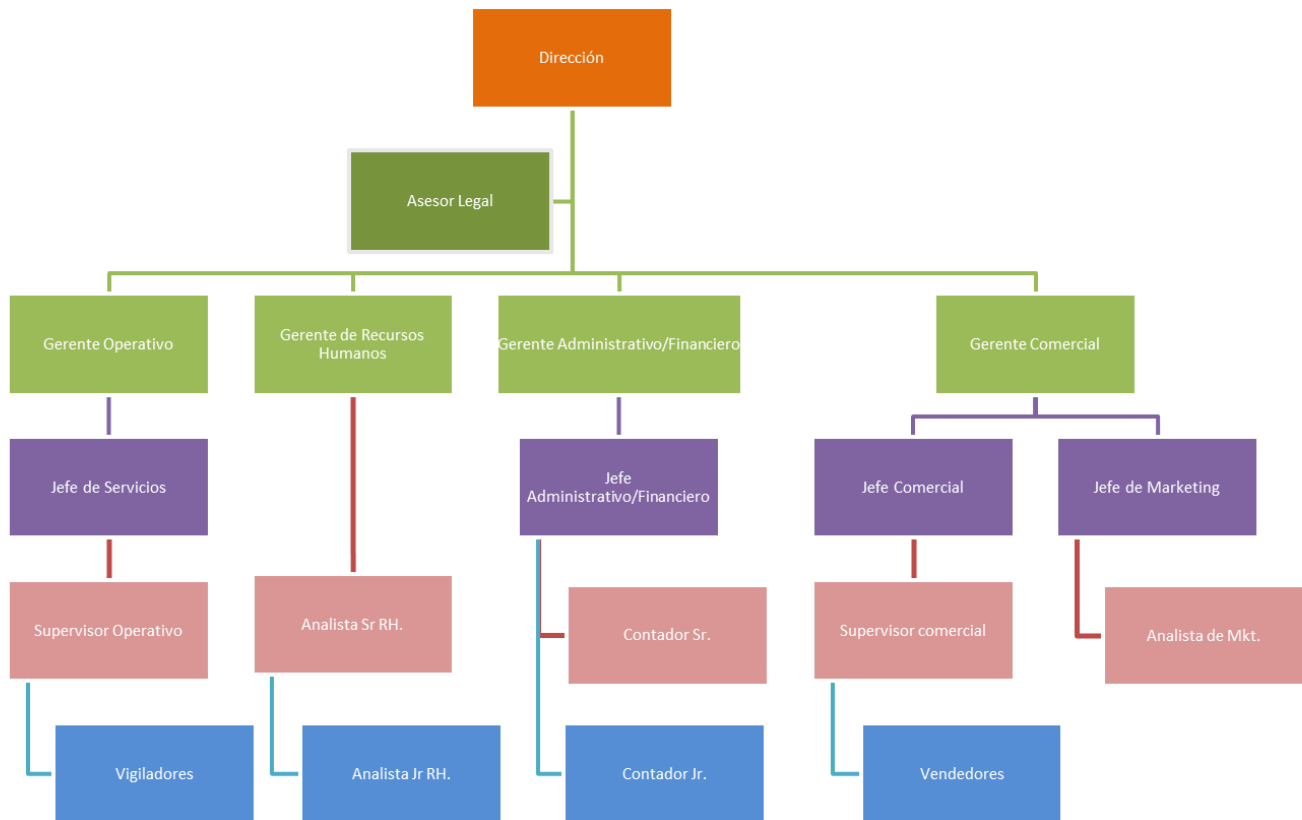 Dirección
Asesor Legal
Gerente Operativo
Gerente de Recursos
Humanos
Gerente Administrativo/Financiero
Gerente Comercial
Jefe de Servicios
Jefe
Administrativo/Financiero
Jefe Comercial
Jefe de Marketing
Supervisor Operativo
Analista Sr RH.
Contador Sr.
Supervisor comercial
Analista de Mkt.
Vigiladores
Analista Jr RH.
Contador Jr.
Vendedores